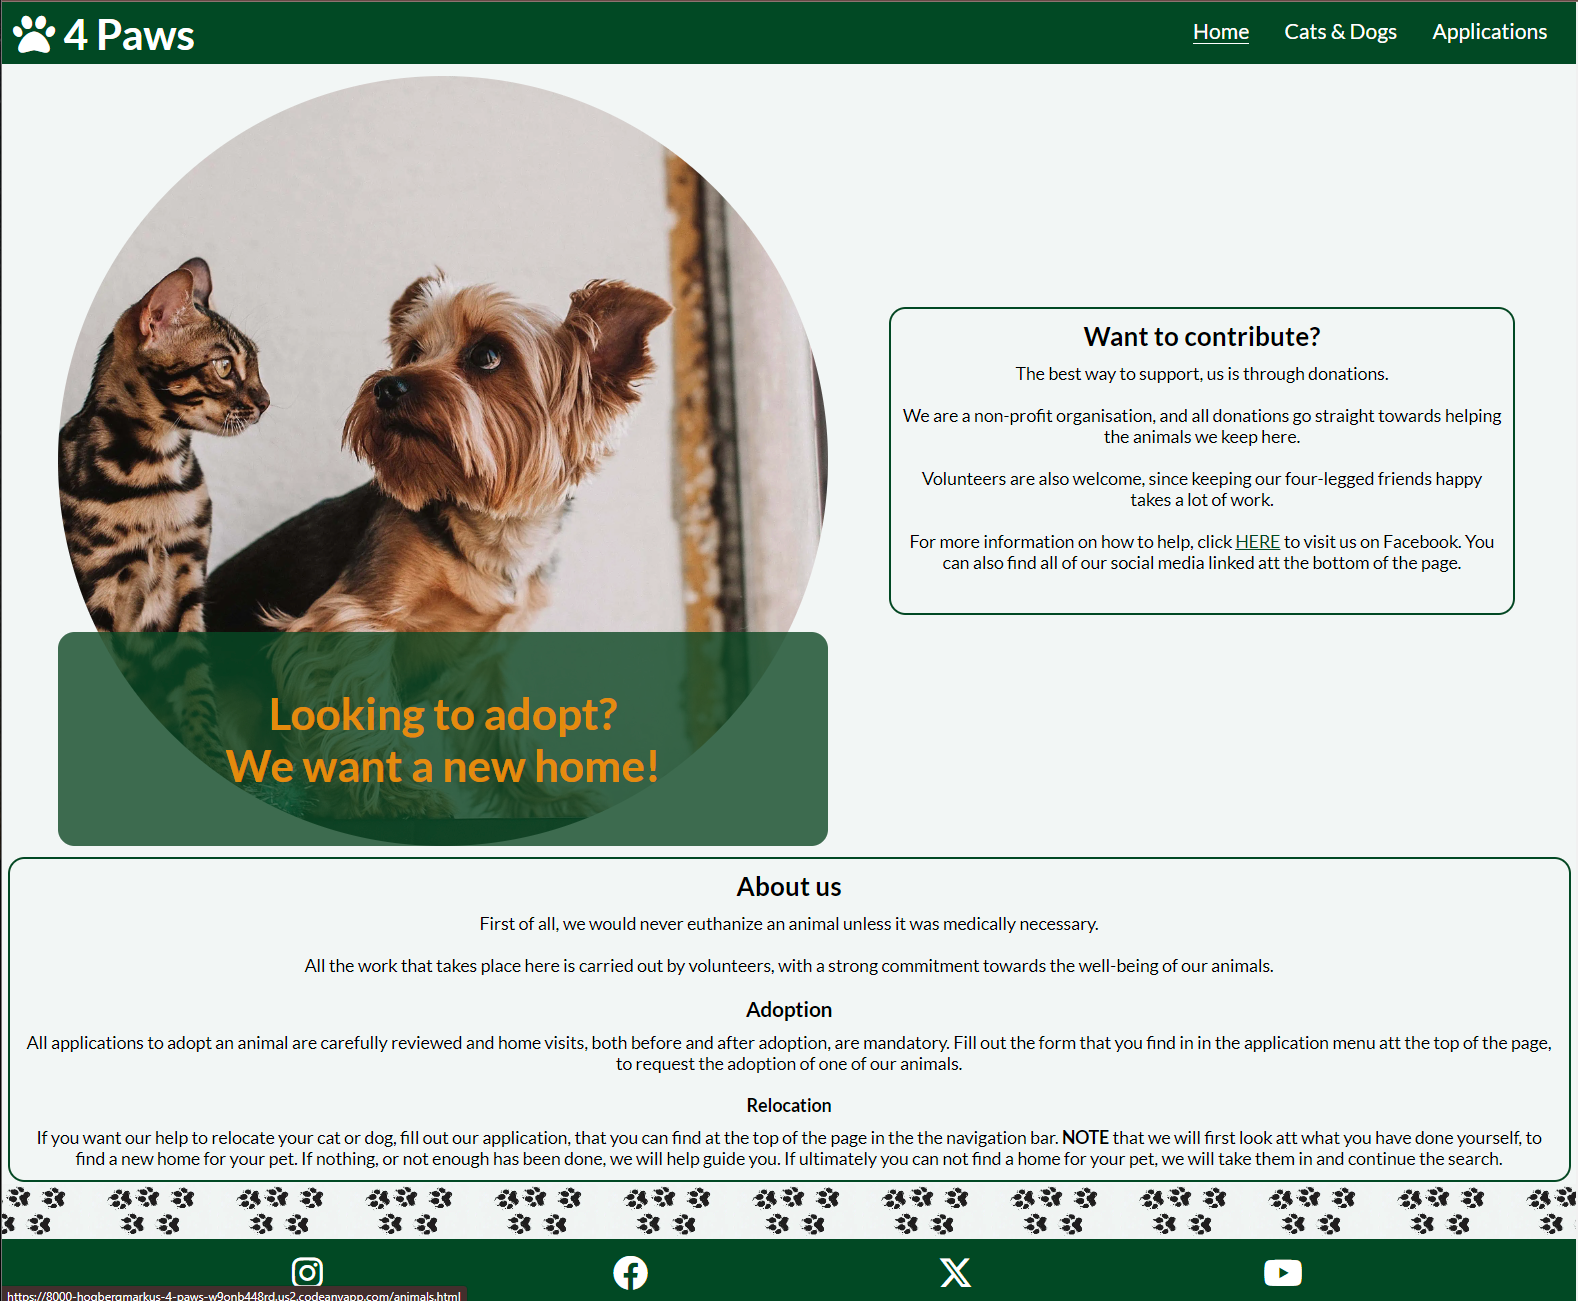 4 Paws
Home Cats & Dogs Applications
Want to contribute?
The best way to support, us is through donations.
We are a non-profit organisation, and all donations go straight towards helping
the animals we keep here.
Volunteers are also welcome, since keeping our four-legged friends happy
takes a lot of work.
For more information on how to help, click HERE to visit us on Facebook. You
can also find all of our social media linked att the bottom of the page.
Looking to adopt?
We want a new home!
About us
First of all, we would never euthanize an animal unless it was medically necessary.
All the work that takes place here is carried out by volunteers, with a strong commitment towards the well-being of our animals.
Adoption
All applications to adopt an animal are carefully reviewed and home visits, both before and after adoption, are mandatory. Fill out the form that you find in in the application menu att the top of the page,
to request the adoption of one of our animals.
Relocation
If you want our help to relocate your cat or dog, fill out our application, that you can find at the top of the page in the the navigation bar. NOTE that we will first look att what you have done yourself, to
find a new home for your pet. If nothing, or not enough has been done, we will help guide you. If ultimately you can not find a home for your pet, we will take them in and continue the search.
https://8000-hogbergmarkus-4-paws-w9onb448rd.us2.codeanyapp.com/animals.html